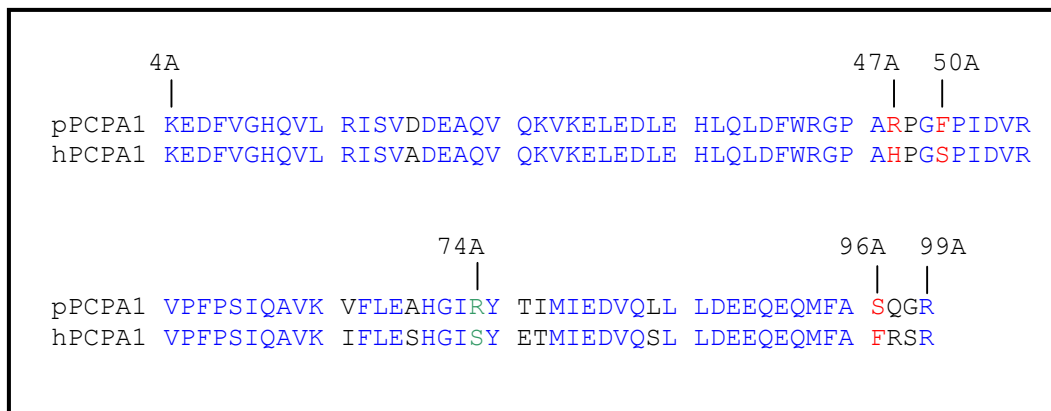 4A 47A 50A
pPCPA1 KEDFVGHQVL RISVDDEAQV QKVKELEDLE HLQLDFWRGP ARPGFPIDVR
hPCPA1 KEDFVGHQVL RISVADEAQV QKVKELEDLE HLQLDFWRGP AHPGSPIDVR
74A 96A 99A
pPCPA1 VPFPSIQAVK VFLEAHGIRY TIMIEDVQLL LDEEQEQMFA SQGR
hPCPA1 VPFPSIQAVK IFLESHGISY ETMIEDVQSL LDEEQEQMFA FRSR